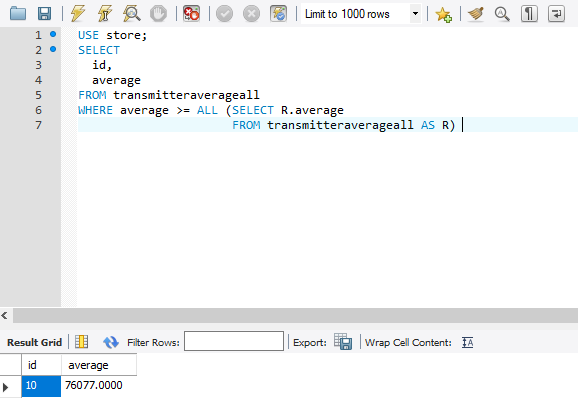 Limit to 1000 rows
1 USE store;
2 SELECT
3 id,
4 average
5 FROM transmitteraverageall
6 WHERE average >= ALL (SELECT R.average
7 FROM transmitteraverageall AS R)
Result Grid Filter Rows: Export: Wrap Cell Content: IA
id average
10 76077.0000